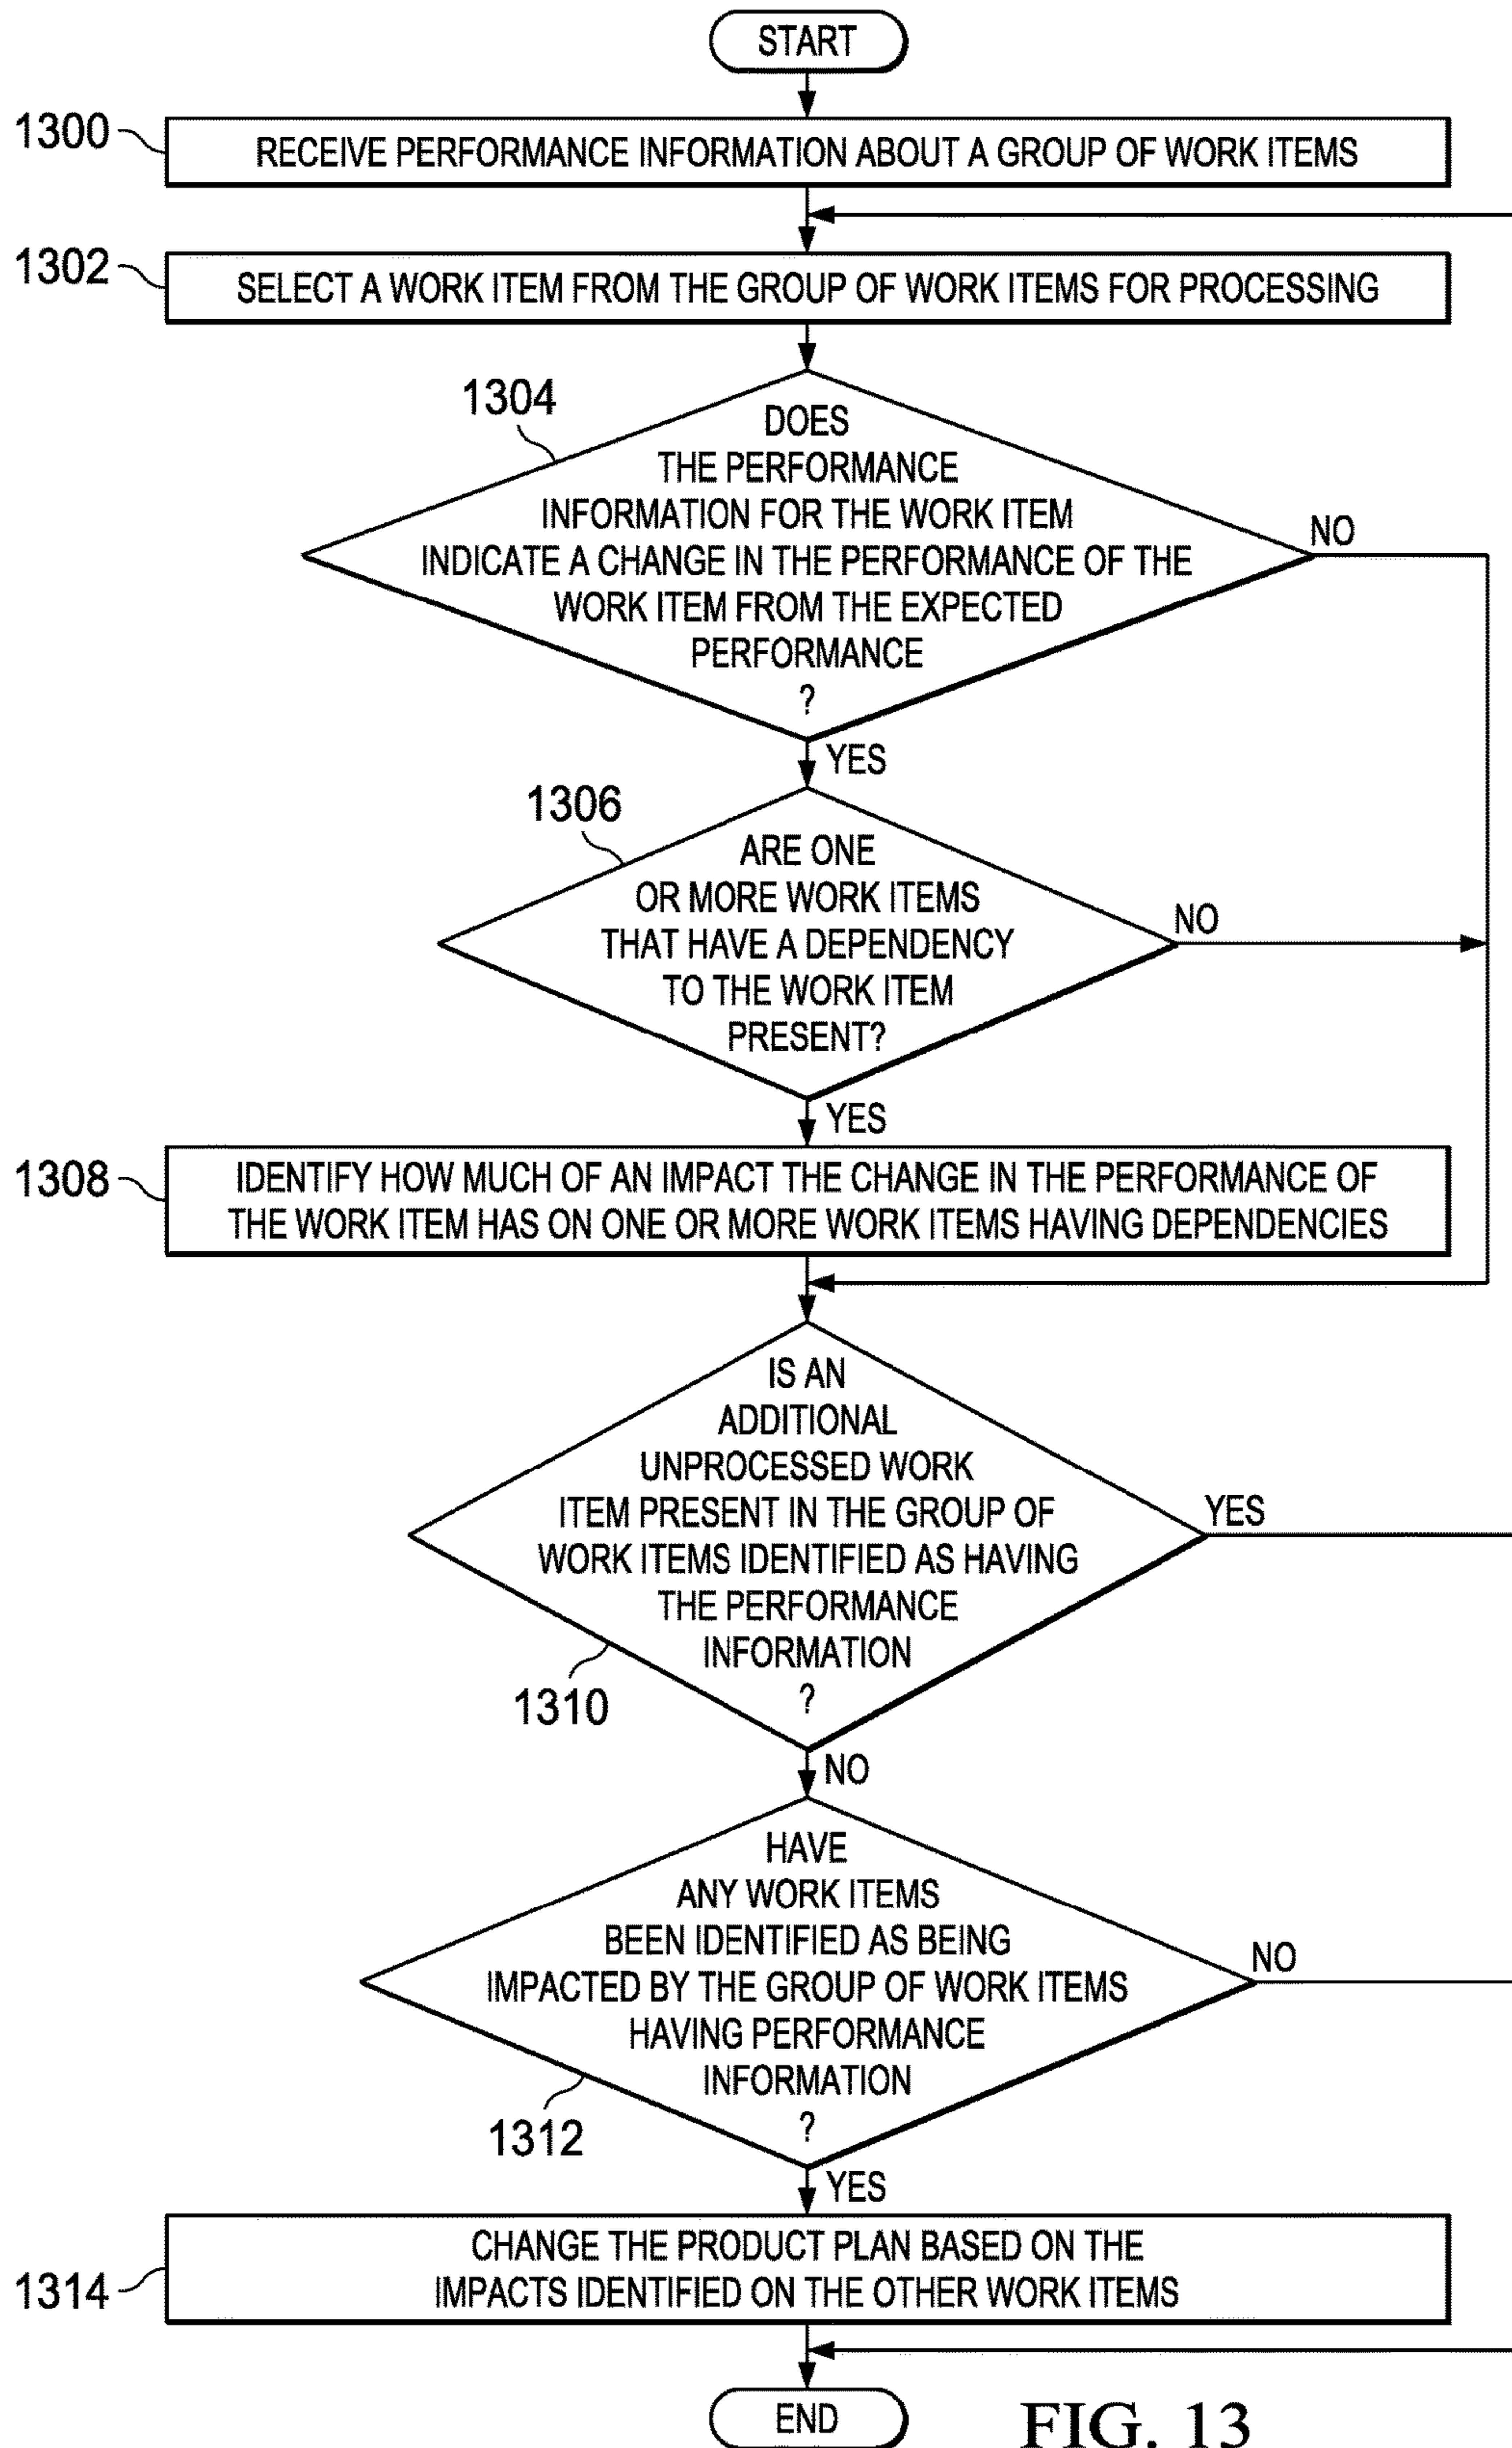 START
1300
RECEIVE PERFORMANCE INFORMATION ABOUT A GROUP OF WORK ITEMS
1302
SELECT A WORK ITEM FROM THE GROUP OF WORK ITEMS FOR PROCESSING
1304
DOES
THE PERFORMANCE
INFORMATION FOR THE WORK ITEM
INDICATE A CHANGE IN THE PERFORMANCE OF THE
WORK ITEM FROM THE EXPECTED
PERFORMANCE
?
NO
YES
1306
ARE ONE
OR MORE WORK ITEMS
THAT HAVE A DEPENDENCY
TO THE WORK ITEM
PRESENT?
NO
YES
1308
IDENTIFY HOW MUCH OF AN IMPACT THE CHANGE IN THE PERFORMANCE OF
THE WORK ITEM HAS ON ONE OR MORE WORK ITEMS HAVING DEPENDENCIES
IS AN
ADDITIONAL
UNPROCESSED WORK
ITEM PRESENT IN THE GROUP OF
WORK ITEMS IDENTIFIED AS HAVING
THE PERFORMANCE
INFORMATION
?
YES
1310
NO
HAVE
ANY WORK ITEMS
BEEN IDENTIFIED AS BEING
IMPACTED BY THE GROUP OF WORK ITEMS
HAVING PERFORMANCE
INFORMATION
?
NO
1312
YES
1314
CHANGE THE PRODUCT PLAN BASED ON THE
IMPACTS IDENTIFIED ON THE OTHER WORK ITEMS
END
FIG. 13